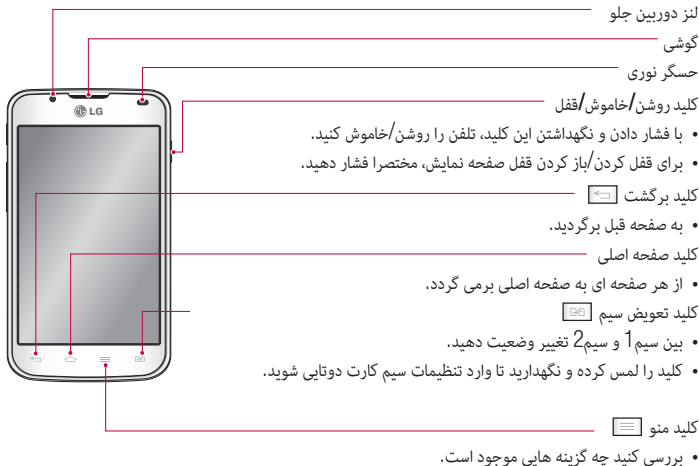 لنز دوربین جلو
گوشی
حسگر نوری
LG
کلید روشن/خاموش/قفل
• با فشار دادن و نگهداشتن این کلید، تلفن را روشن/خاموش کنید.
• برای قفل کردن/باز کردن قفل صفحه نمایش، مختصرا فشار دهید.
کلید برگشت
• به صفحه قبل برگردید.
کلید صفحه اصلی
• از هر صفحه ای به صفحه اصلی برمی گردد.
کلید تعویض سیم
• بین سیم1 و سیم2 تغییر وضعیت دهید.
• کلید را لمس کرده و نگهدارید تا وارد تنظیمات سیم کارت دوتایی شوید.
کلید منو
• بررسی کنید چه گزینه هایی موجود است.